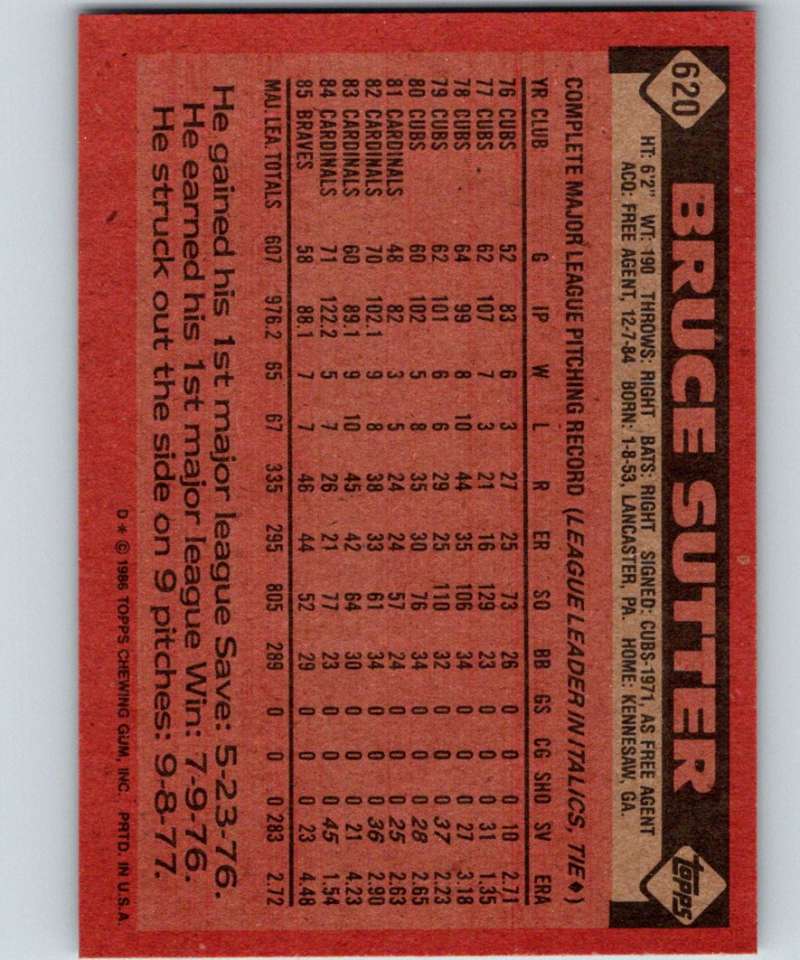 620
BRUCE SUTTER
topps
HT: 6'2" WT: 190 THROWS: RIGHT BATS: RIGHT SIGNED: CUBS-1971, AS FREE AGENT
ACQ: FREE AGENT, 12-7-84 BORN: 1-8-53, LANCASTER, PA. HOME: KENNESAW, GA.
COMPLETE MAJOR LEAGUE PITCHING RECORD (LEAGUE LEADER IN ITALICS, TIE♦)
YR CLUB G IP W L R ER SO BB GS CG SHO SV ERA
76 CUBS 52 83 6 3 27 25 73 26 0 0 0 10 2.71
77 CUBS 62 107 7 3 21 16 129 23 0 0 0 31 1.35
78 CUBS 64 99 8 10 44 35 106 34 0 0 0 27 3.18
79 CUBS 62 101 6 6 29 25 110 32 0 0 0 37 2.23
80 CUBS 60 102 5 8 35 30 76 34 0 0 0 28 2.65
81 CARDINALS 48 82 3 5 24 24 57 24 0 0 0 25 2.63
82 CARDINALS 70 102.1 9 8 38 33 61 34 0 0 0 36 2.90
83 CARDINALS 60 89.1 9 10 45 42 64 30 0 0 0 21 4.23
84 CARDINALS 71 122.2 5 7 26 21 77 23 0 0 0 45 1.54
85 BRAVES 58 88.1 7 7 46 44 52 29 0 0 0 23 4.48
MAJ. LEA. TOTALS 607 976.2 65 67 335 295 805 289 0 0 0 283 2.72
He gained his 1st major league Save: 5-23-76.
He earned his 1st major league Win: 7-9-76.
He struck out the side on 9 pitches: 9-8-77.
D* © 1986 TOPPS CHEWING GUM, INC. PRTD. IN U.S.A.